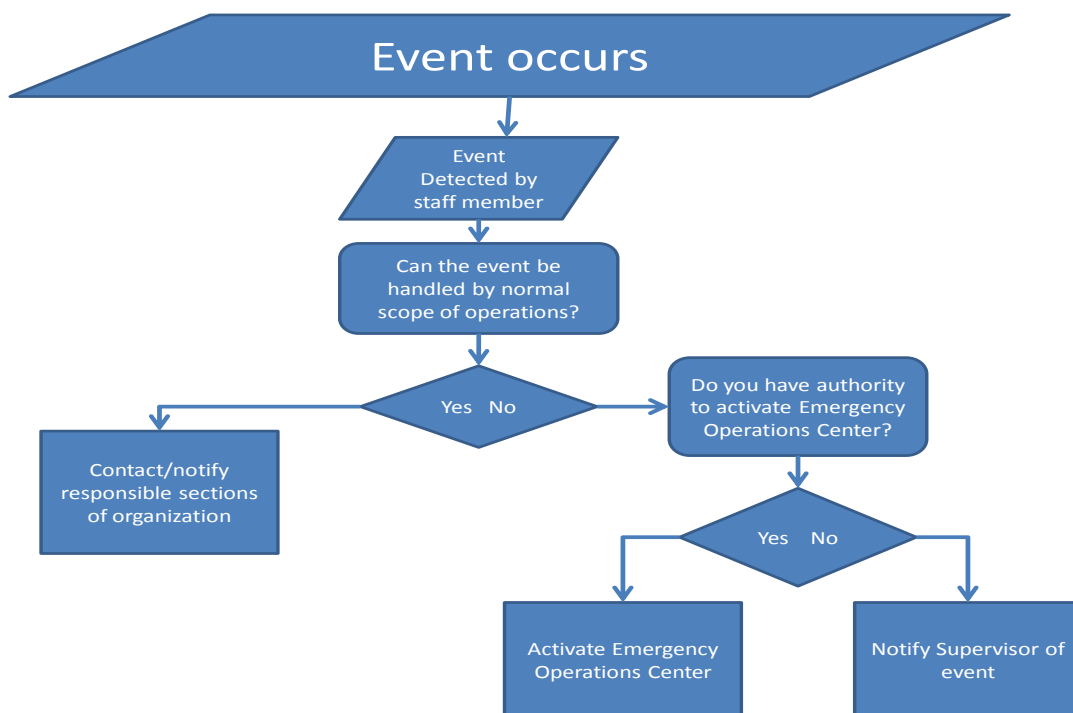 Event occurs
Event
Detected by
staff member
Can the event be
handled by normal
scope of operations?
Yes No
Do you have authority
to activate Emergency
Operations Center?
Contact/notify
responsible sections
of organization
Yes No
Activate Emergency
Operations Center
Notify Supervisor of
event